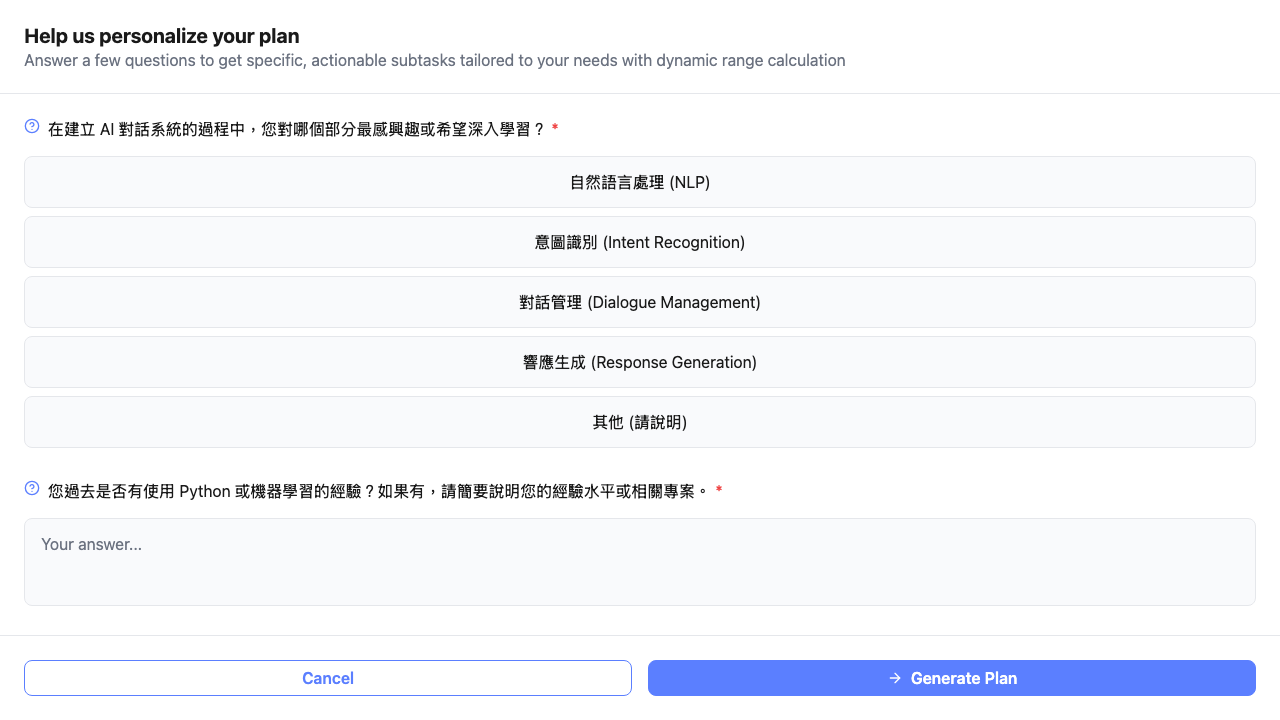 Help us personalize your plan
Answer a few questions to get specific, actionable subtasks tailored to your needs with dynamic range calculation
在建立 AI 對話系統的過程中，您對哪個部分最感興趣或希望深入學習？ *
自然語言處理 (NLP)
意圖識別 (Intent Recognition)
對話管理 (Dialogue Management)
響應生成 (Response Generation)
其他 (請說明)
您過去是否有使用 Python 或機器學習的經驗？如果有，請簡要說明您的經驗水平或相關專案。 *
Your answer...
Cancel
Generate Plan